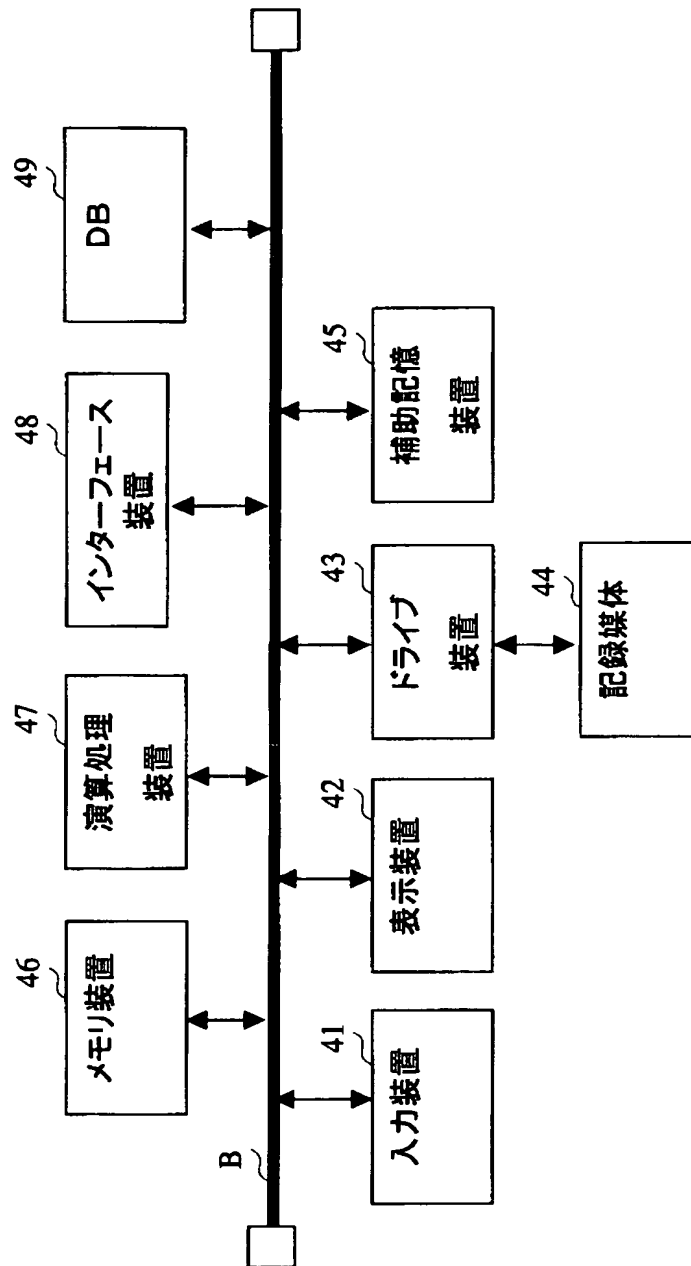 46
メモリ装置
47
演算処理
装置
48
インターフェース
装置
49
DB
B
41
入力装置
42
表示装置
43
ドライブ
装置
45
補助記憶
装置
44
記録媒体